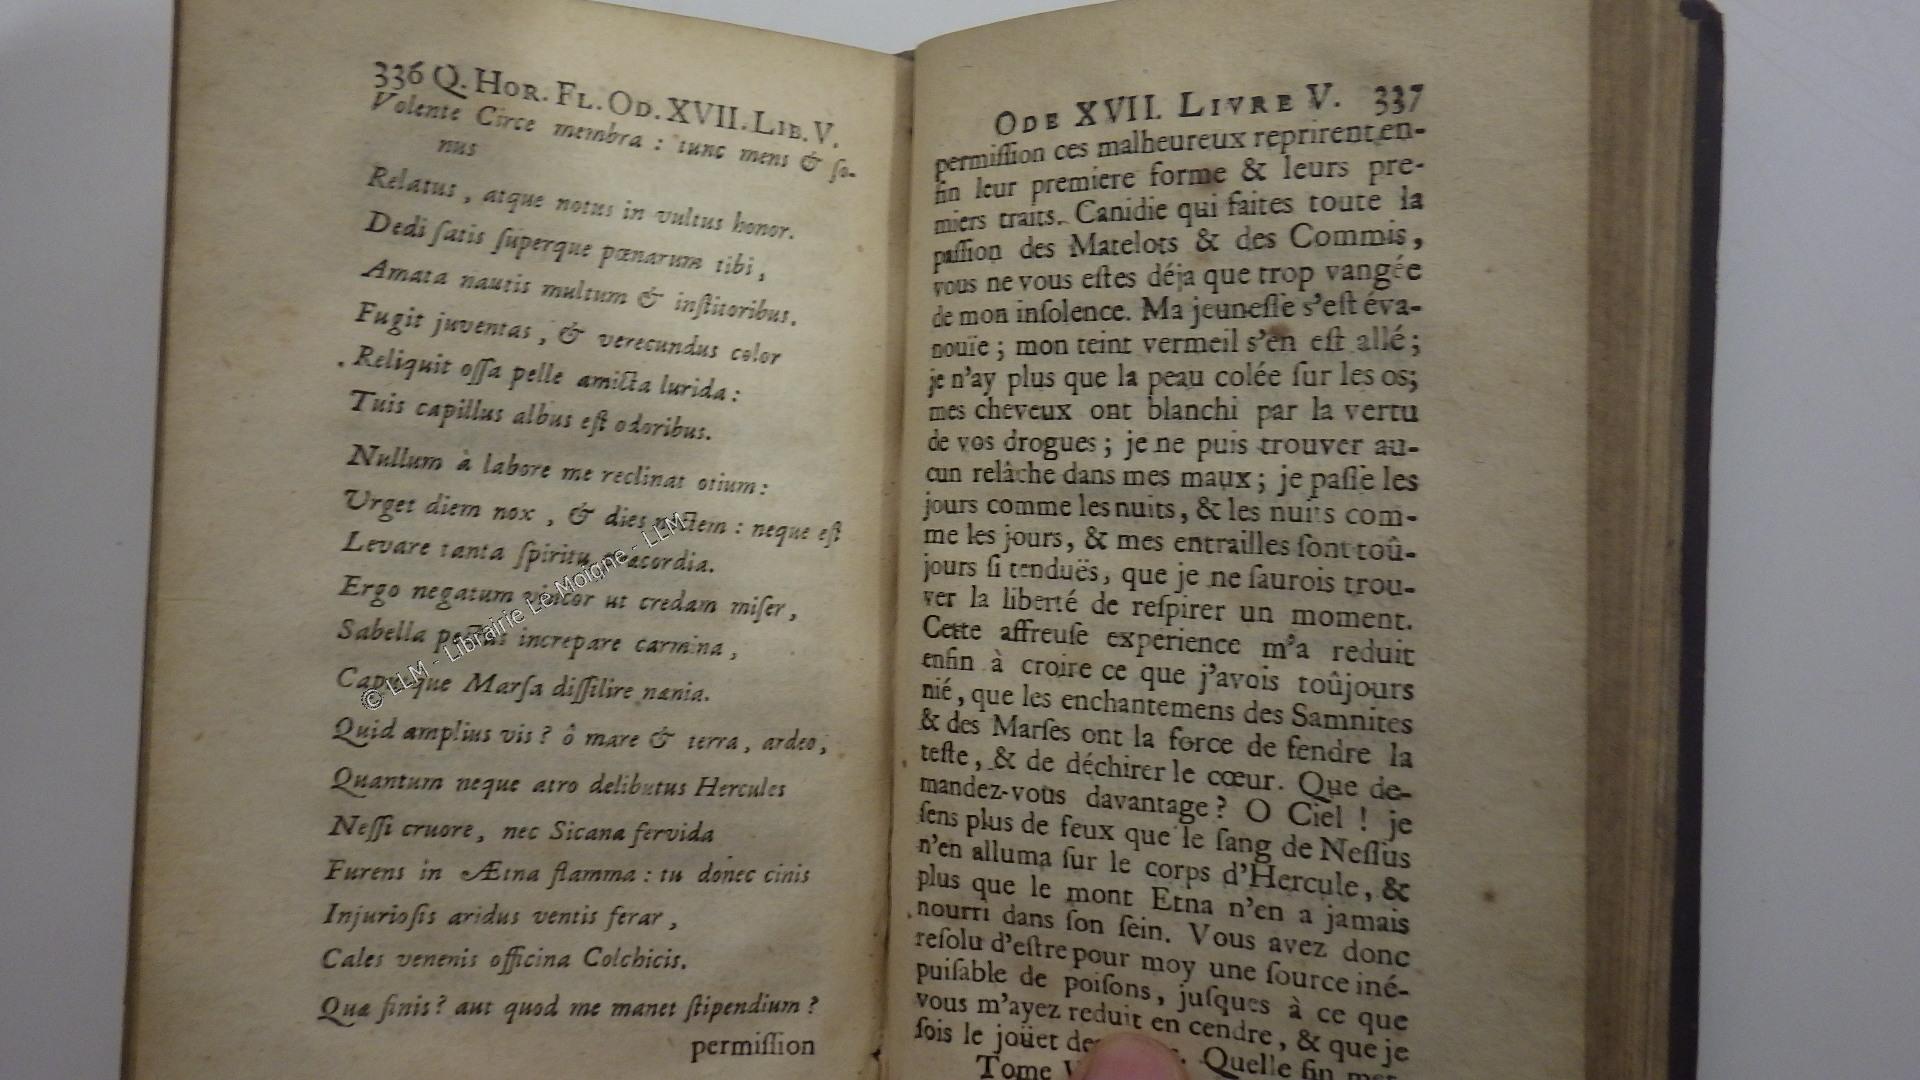 336 Q. HOR. FL. OD. XVII. LIB. V.
Volente Circe membra : tunc mens & ſo-
nus
Relatus, atque notus in vultus honor.
Dedi ſatis ſuperque pœnarum tibi,
Amata nautis multum & inſtitoribus.
Fugit juventas, & verecundus color
Reliquit oſſa pelle amicta lurida :
Tuis capillus albus eſt odoribus.
Nullum à labore me reclinat otium :
Urget diem nox, & dies noctem : neque eſt
Levare tanta ſpiritu
Ergo negatum vincor ut credam miſer,
Sabella pectus increpare carmina,
Caputque Marſa diſſilire nænia.
Quid amplius vis ? ô mare & terra, ardeo,
Quantum neque atro delibutus Hercules
Neſſi cruore, nec Sicana fervida
Furens in Ætna flamma : tu donec cinis
Injurioſis aridus ventis ferar,
Cales venenis officina Colchicis.
Quæ finis ? aut quod me manet ſtipendium ?
permiſſion
© LLM - Librairie Le Moigne - LLM
ODE XVII. LIVRE V. 337
permiſſion ces malheureux reprirent en-
fin leur premiere forme & leurs pre-
miers traits. Canidie qui faites toute la
paſſion des Matelots & des Commis,
vous ne vous eſtes déja que trop vangée
de mon inſolence. Ma jeuneſſe s'eſt éva-
nouïe ; mon teint vermeil s'en eſt allé ;
je n'ay plus que la peau colée ſur les os;
mes cheveux ont blanchi par la vertu
de vos drogues ; je ne puis trouver au-
cun relâche dans mes maux ; je paſſe les
jours comme les nuits, & les nuits com-
me les jours, & mes entrailles ſont toû-
jours ſi tenduës, que je ne ſaurois trou-
ver la liberté de reſpirer un moment.
Cette affreuſe experience m'a reduit
enfin à croire ce que j'avois toûjours
nié, que les enchantemens des Samnites
& des Marſes ont la force de fendre la
teſte, & de déchirer le cœur. Que de-
mandez-vous davantage ? O Ciel ! je
ſens plus de feux que le ſang de Neſſus
n'en alluma ſur le corps d'Hercule, &
plus que le mont Etna n'en a jamais
nourri dans ſon ſein. Vous avez donc
reſolu d'eſtre pour moy une ſource iné-
puiſable de poiſons, juſques à ce que
vous m'ayez reduit en cendre, & que je
ſois le joüet Quelle fin
Tome